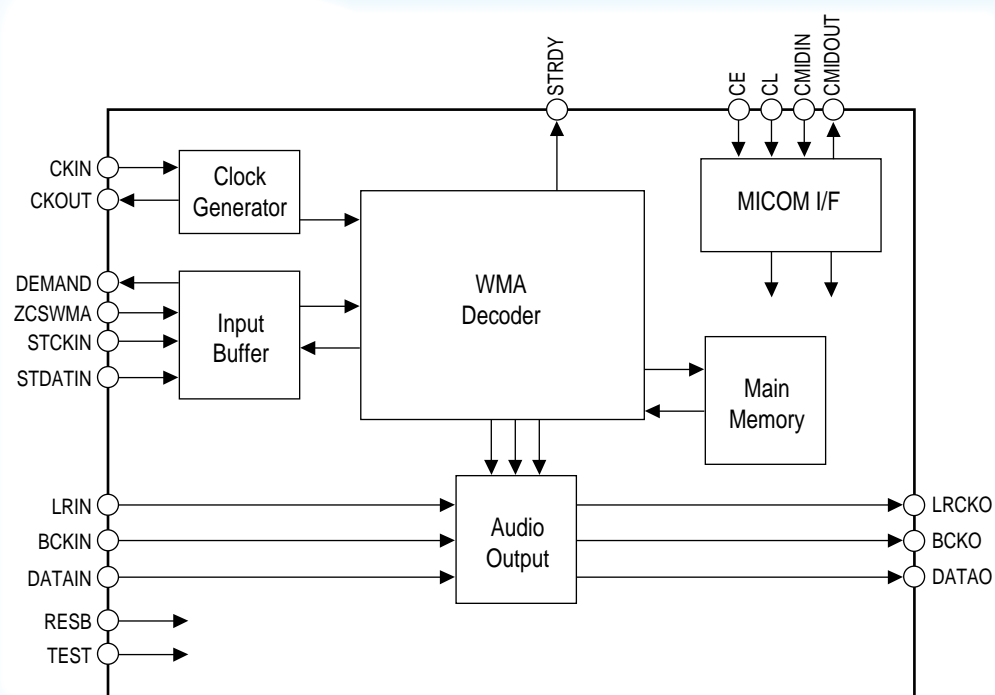 STRDY
CE
CL
CMIDIN
CMIDOUT
CKIN
CKOUT
Clock
Generator
MICOM I/F
DEMAND
ZCSWMA
STCKIN
STDATIN
Input
Buffer
WMA
Decoder
Main
Memory
LRIN
BCKIN
DATAIN
Audio
Output
LRCKO
BCKO
DATAO
RESB
TEST